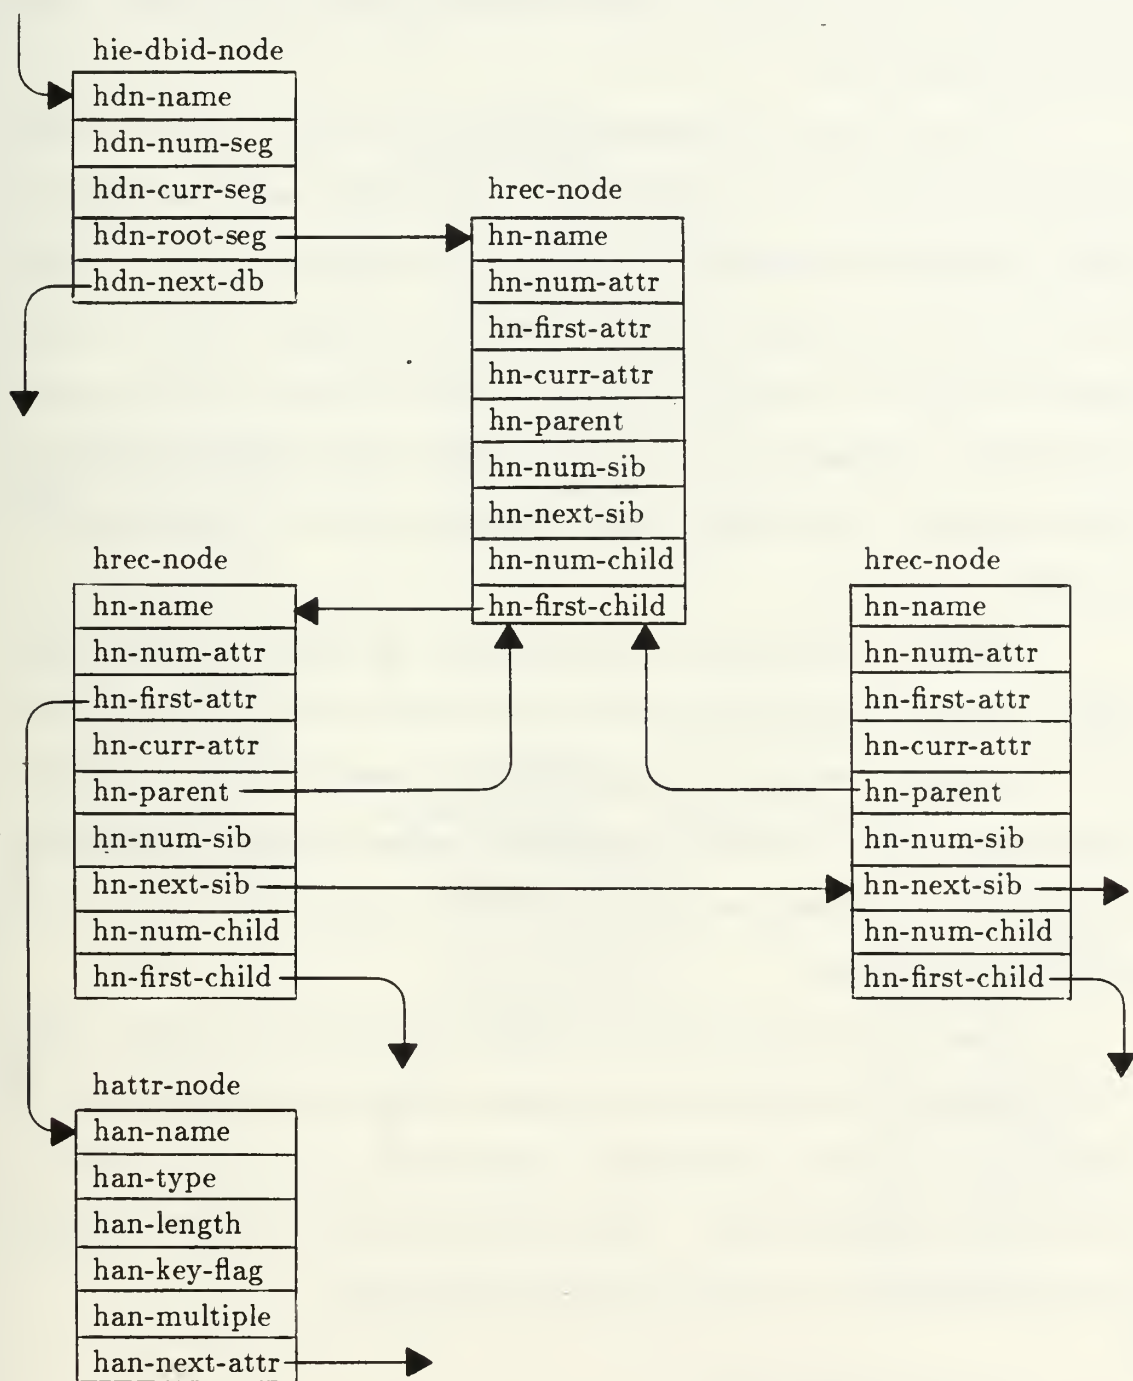 hie-dbid-node
hdn-name
hdn-num-seg
hdn-curr-seg
hdn-root-seg
hdn-next-db
hrec-node
hn-name
hn-num-attr
hn-first-attr
hn-curr-attr
hn-parent
hn-num-sib
hn-next-sib
hn-num-child
hn-first-child
hrec-node
hn-name
hn-num-attr
hn-first-attr
hn-curr-attr
hn-parent
hn-num-sib
hn-next-sib
hn-num-child
hn-first-child
hrec-node
hn-name
hn-num-attr
hn-first-attr
hn-curr-attr
hn-parent
hn-num-sib
hn-next-sib
hn-num-child
hn-first-child
hattr-node
han-name
han-type
han-length
han-key-flag
han-multiple
han-next-attr